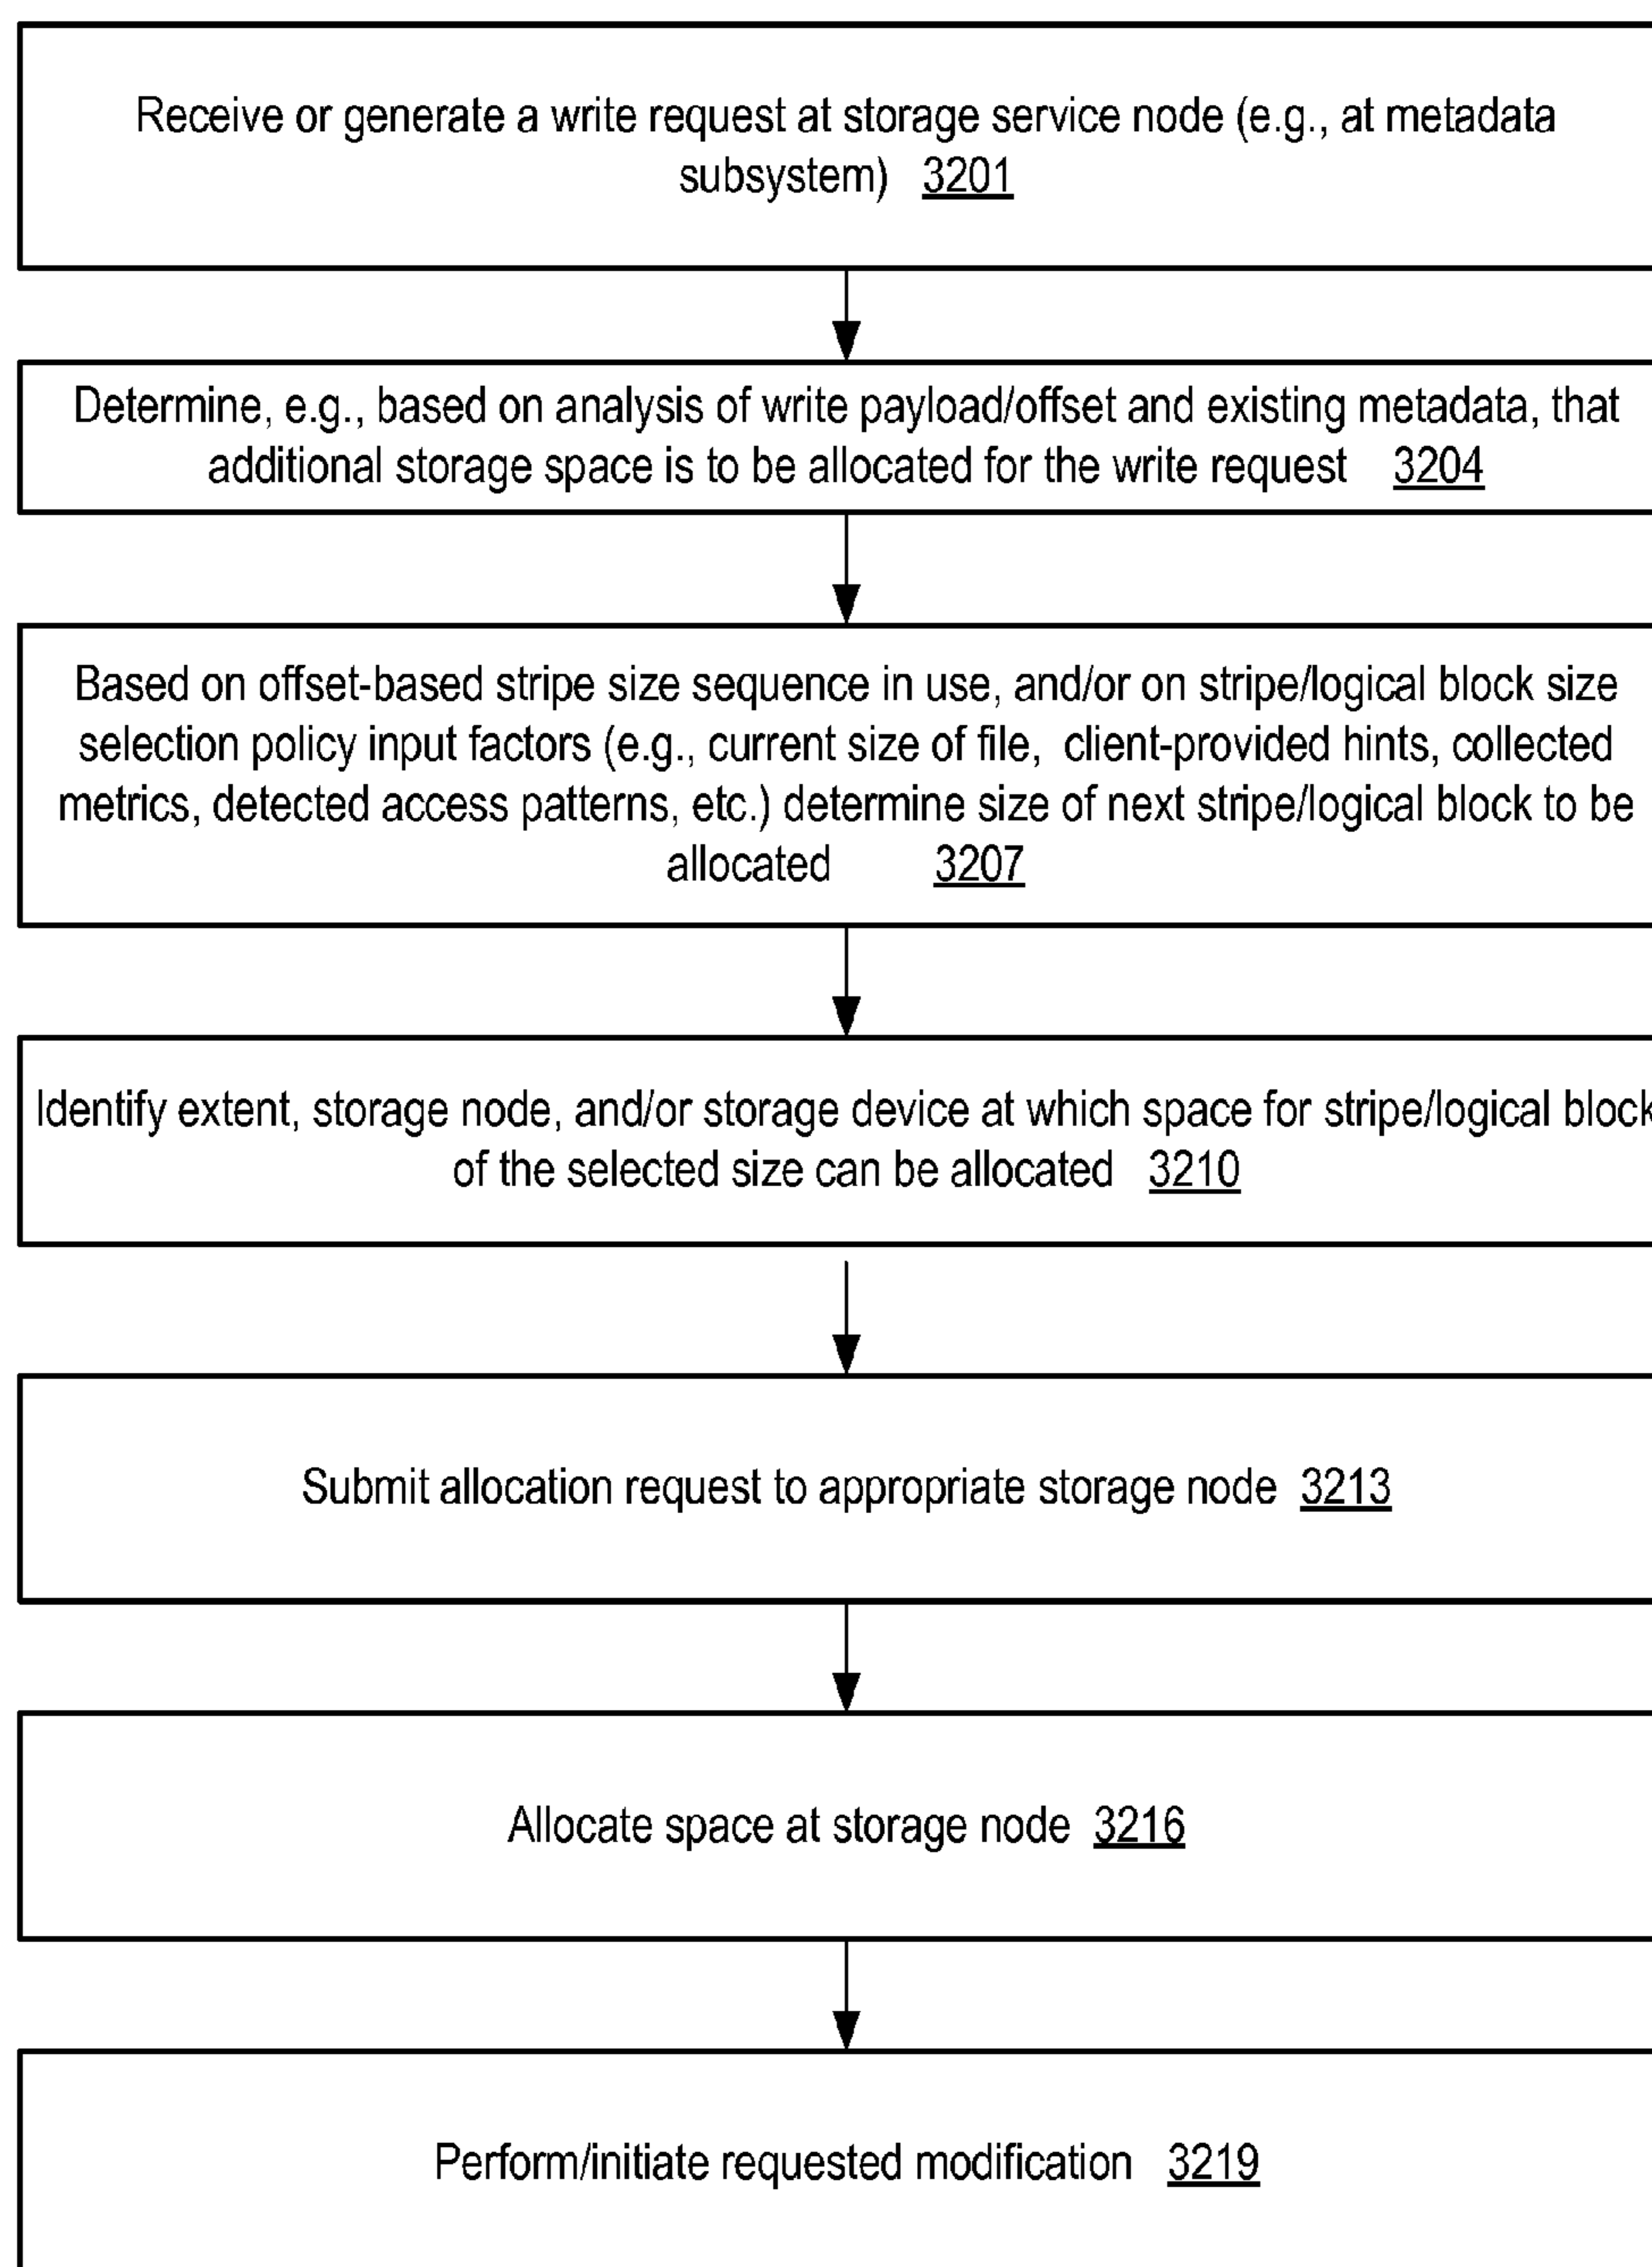 Receive or generate a write request at storage service node (e.g., at metadata
subsystem) 3201
Determine, e.g., based on analysis of write payload/offset and existing metadata, that
additional storage space is to be allocated for the write request 3204
Based on offset-based stripe size sequence in use, and/or on stripe/logical block size
selection policy input factors (e.g., current size of file, client-provided hints, collected
metrics, detected access patterns, etc.) determine size of next stripe/logical block to be
allocated 3207
Identify extent, storage node, and/or storage device at which space for stripe/logical block
of the selected size can be allocated 3210
Submit allocation request to appropriate storage node 3213
Allocate space at storage node 3216
Perform/initiate requested modification 3219